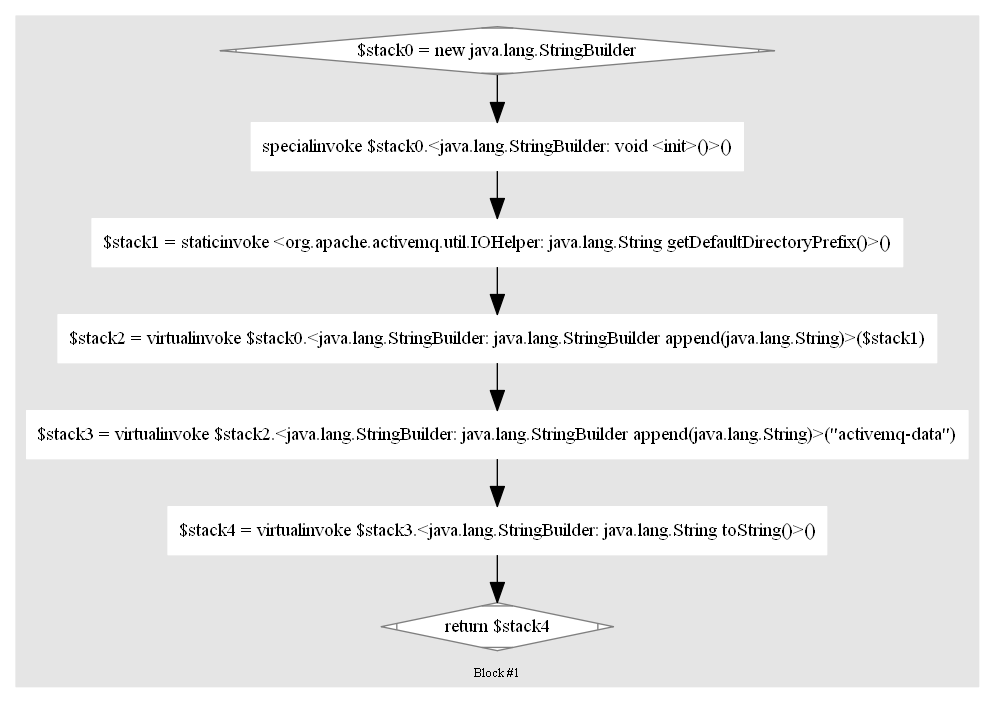 $stack0 = new java.lang.StringBuilder
specialinvoke $stack0.<java.lang.StringBuilder: void <init>()>()
$stack1 = staticinvoke <org.apache.activemq.util.IOHelper: java.lang.String getDefaultDirectoryPrefix()>()
$stack2 = virtualinvoke $stack0.<java.lang.StringBuilder: java.lang.StringBuilder append(java.lang.String)>($stack1)
$stack3 = virtualinvoke $stack2.<java.lang.StringBuilder: java.lang.StringBuilder append(java.lang.String)>("activemq-data")
$stack4 = virtualinvoke $stack3.<java.lang.StringBuilder: java.lang.String toString()>()
return $stack4
Block #1